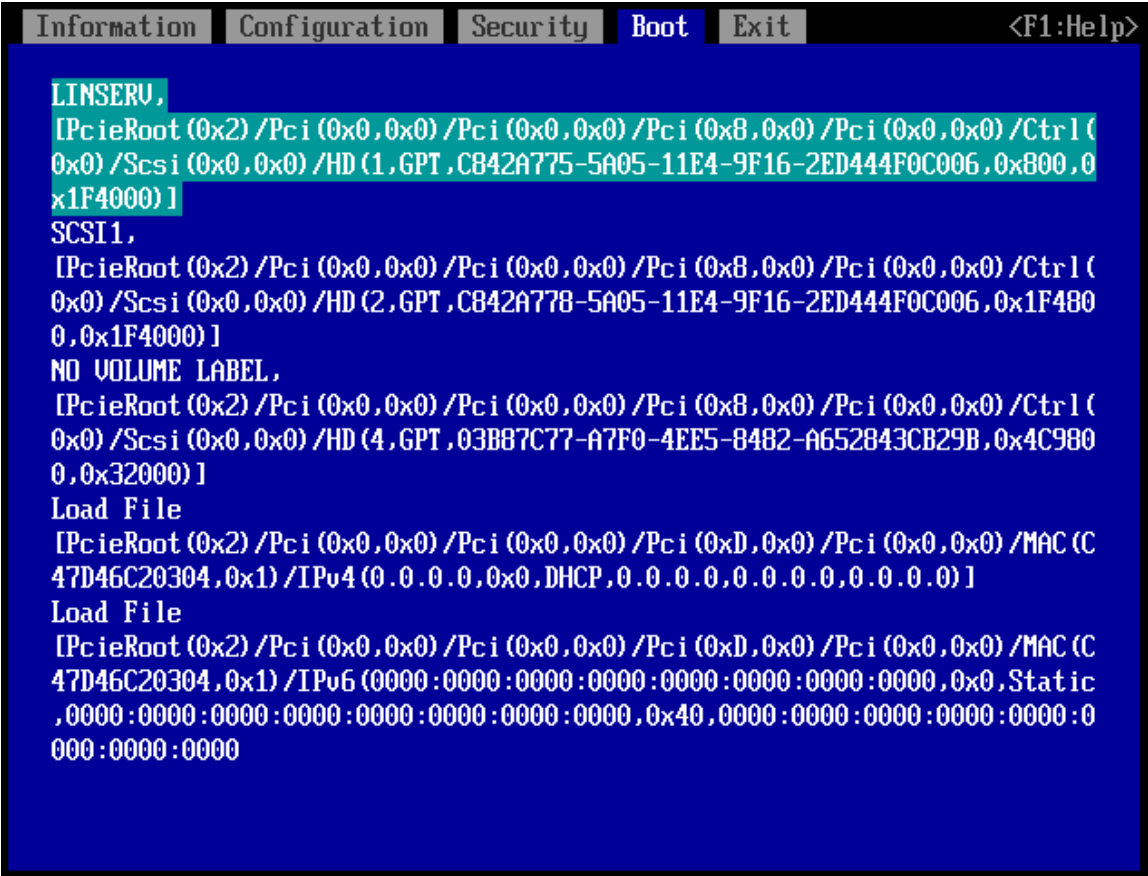 Information Configuration Security Boot Exit <F1:Help>
LINSERV,
[PcieRoot(0x2)/Pci(0x0,0x0)/Pci(0x0,0x0)/Pci(0x8,0x0)/Pci(0x0,0x0)/Ctrl(
0x0)/Scsi(0x0,0x0)/HD(1,GPT,C842A775-5A05-11E4-9F16-2ED444F0C006,0x800,0
x1F4000)]
SCSI1,
[PcieRoot(0x2)/Pci(0x0,0x0)/Pci(0x0,0x0)/Pci(0x8,0x0)/Pci(0x0,0x0)/Ctrl(
0x0)/Scsi(0x0,0x0)/HD(2,GPT,C842A778-5A05-11E4-9F16-2ED444F0C006,0x1F480
0,0x1F4000)]
NO VOLUME LABEL,
[PcieRoot(0x2)/Pci(0x0,0x0)/Pci(0x0,0x0)/Pci(0x8,0x0)/Pci(0x0,0x0)/Ctrl(
0x0)/Scsi(0x0,0x0)/HD(4,GPT,03B87C77-A7F0-4EE5-8482-A652843CB29B,0x4C980
0,0x32000)]
Load File
[PcieRoot(0x2)/Pci(0x0,0x0)/Pci(0x0,0x0)/Pci(0xD,0x0)/Pci(0x0,0x0)/MAC(C
47D46C20304,0x1)/IPv4(0.0.0.0,0x0,DHCP,0.0.0.0,0.0.0.0,0.0.0.0)]
Load File
[PcieRoot(0x2)/Pci(0x0,0x0)/Pci(0x0,0x0)/Pci(0xD,0x0)/Pci(0x0,0x0)/MAC(C
47D46C20304,0x1)/IPv6(0000:0000:0000:0000:0000:0000:0000:0000,0x0,Static
,0000:0000:0000:0000:0000:0000:0000:0000,0x40,0000:0000:0000:0000:0000:0
000:0000:0000